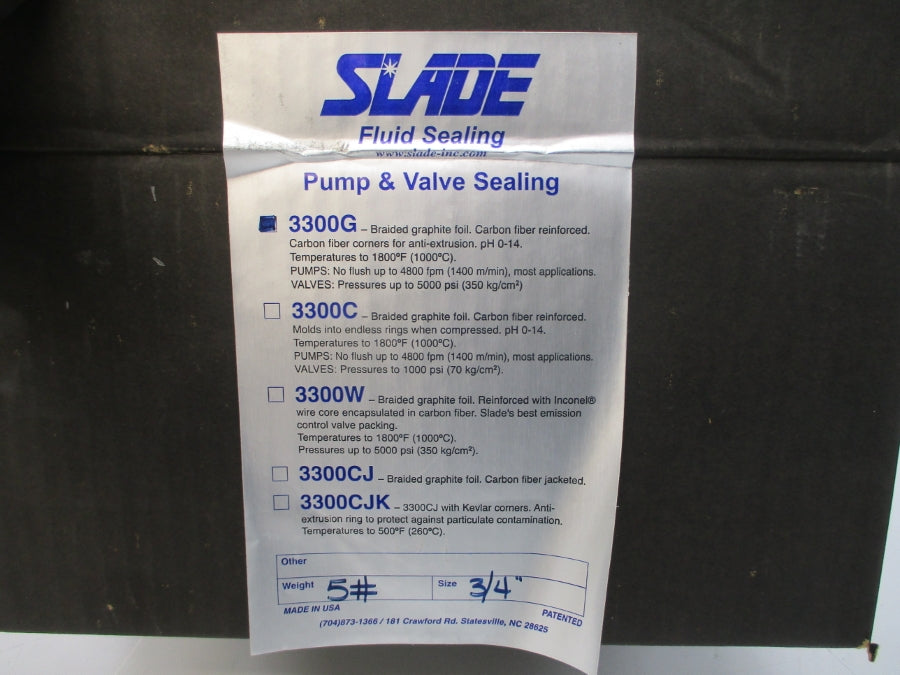 SLADE
Fluid Sealing
www.slade-inc.com
Pump & Valve Sealing
3300G – Braided graphite foil. Carbon fiber reinforced.
Carbon fiber corners for anti-extrusion. pH 0-14.
Temperatures to 1800ºF (1000ºC).
PUMPS: No flush up to 4800 fpm (1400 m/min), most applications.
VALVES: Pressures up to 5000 psi (350 kg/cm²)
3300C – Braided graphite foil. Carbon fiber reinforced.
Molds into endless rings when compressed. pH 0-14.
Temperatures to 1800ºF (1000ºC).
PUMPS: No flush up to 4800 fpm (1400 m/min), most applications.
VALVES: Pressures to 1000 psi (70 kg/cm²).
3300W – Braided graphite foil. Reinforced with Inconel®
wire core encapsulated in carbon fiber. Slade's best emission
control valve packing.
Temperatures to 1800ºF (1000ºC).
Pressures up to 5000 psi (350 kg/cm²).
3300CJ – Braided graphite foil. Carbon fiber jacketed.
3300CJK – 3300CJ with Kevlar corners. Anti-
extrusion ring to protect against particulate contamination.
Temperatures to 500ºF (260ºC).
Other
Weight 5# Size 3/4"
MADE IN USA PATENTED
(704)873-1366 / 181 Crawford Rd. Statesville, NC 28625